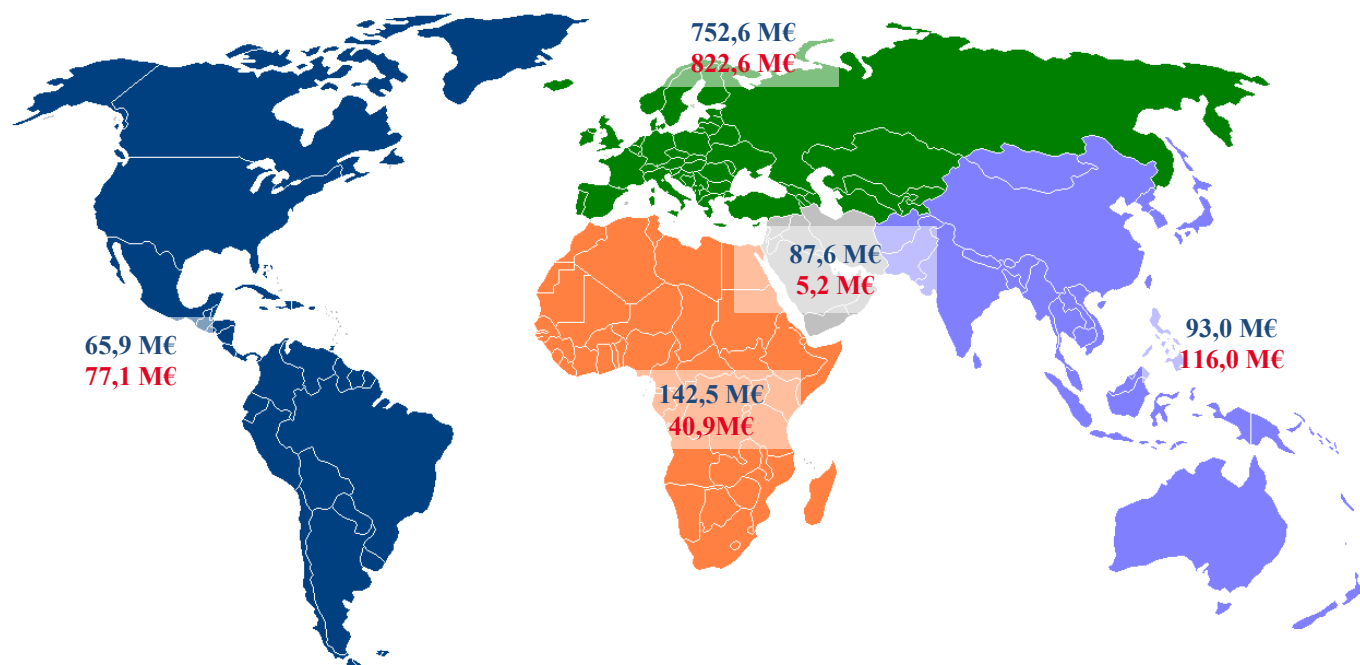 752,6 M€
822,6 M€
87,6 M€
5,2 M€
65,9 M€
77,1 M€
93,0 M€
116,0 M€
142,5 M€
40,9M€